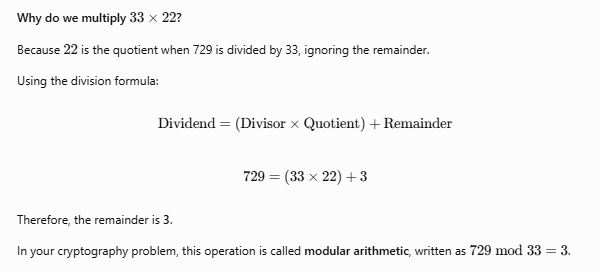 Why do we multiply 33 × 22?
Because 22 is the quotient when 729 is divided by 33, ignoring the remainder.
Using the division formula:
Dividend = (Divisor × Quotient) + Remainder
729 = (33 × 22) + 3
Therefore, the remainder is 3.
In your cryptography problem, this operation is called modular arithmetic, written as 729 mod 33 = 3.